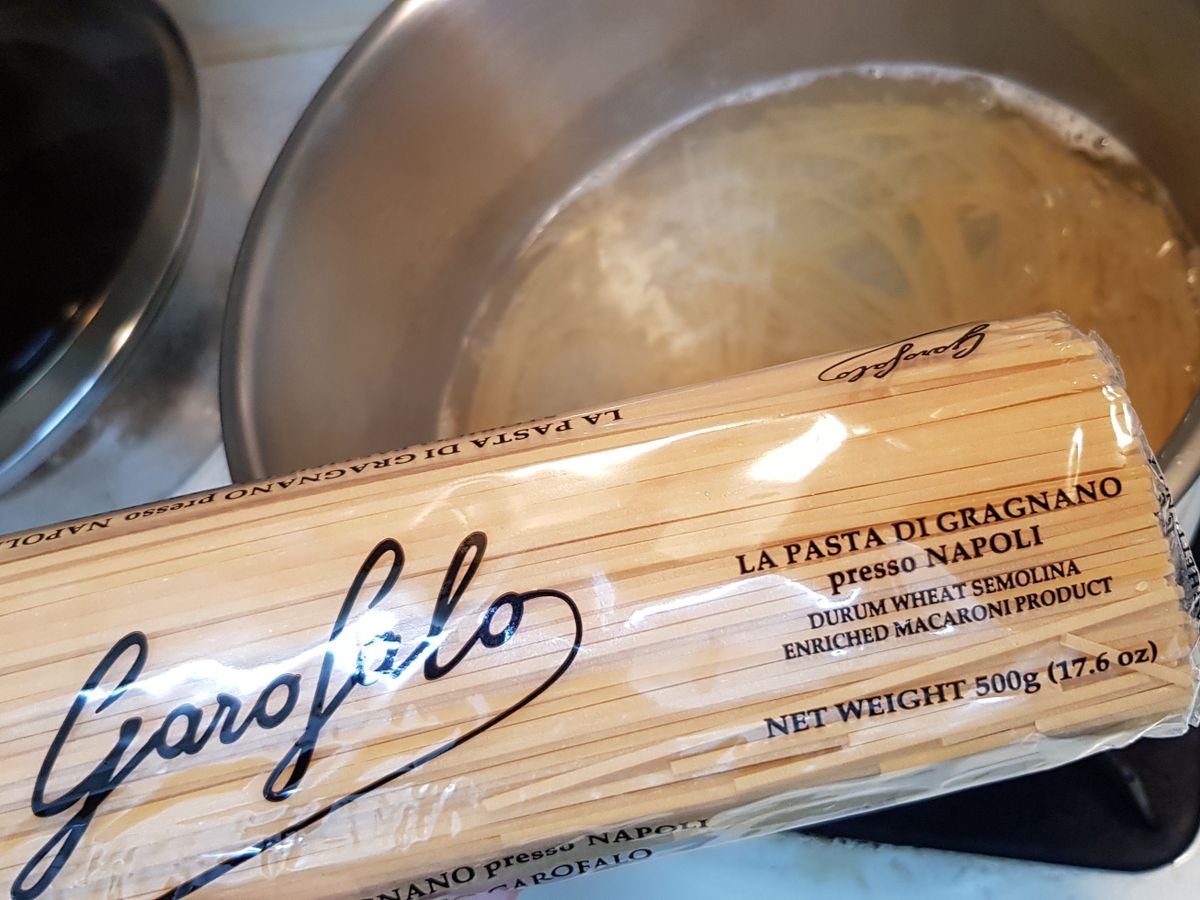 Garofalo
LA PASTA DI GRAGNANO presso NAPOLI
Garofalo
LA PASTA DI GRAGNANO
presso NAPOLI
DURUM WHEAT SEMOLINA
ENRICHED MACARONI PRODUCT
NET WEIGHT 500g (17.6 oz)
GNANO presso NAPOLI
GAROFALO